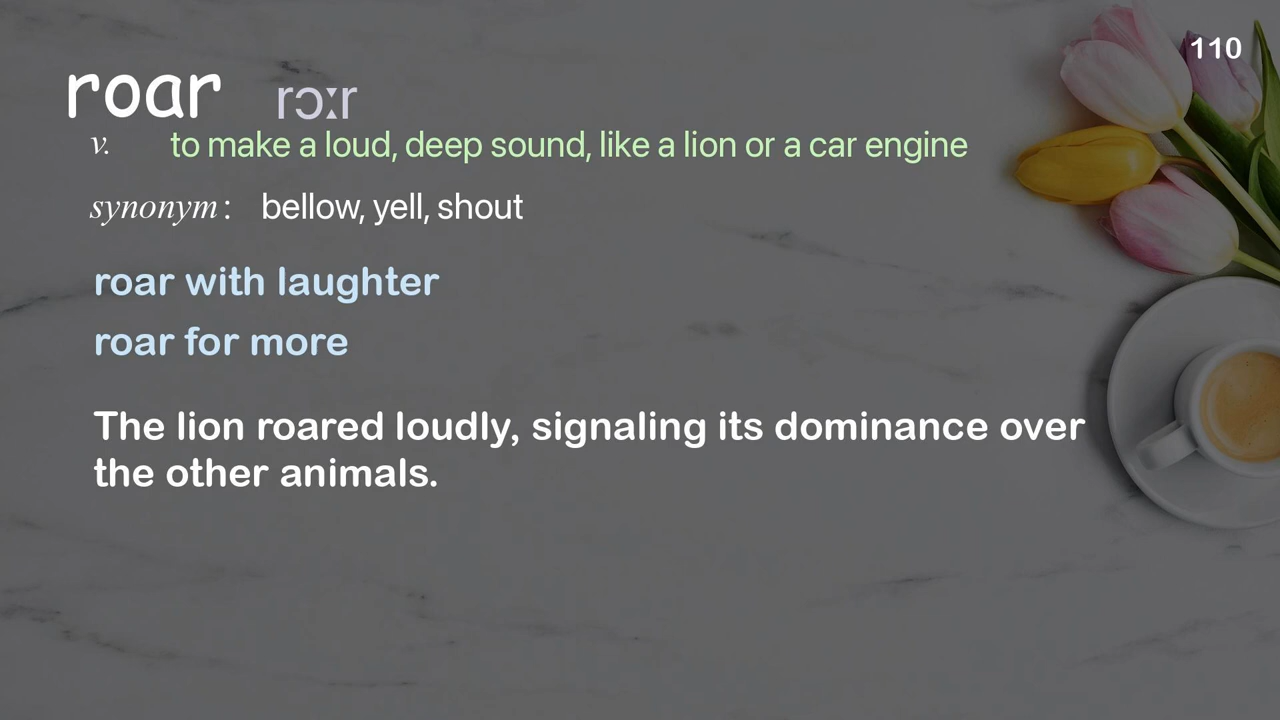 110
roar rɔːr
v. to make a loud, deep sound, like a lion or a car engine
synonym: bellow, yell, shout
roar with laughter
roar for more
The lion roared loudly, signaling its dominance over
the other animals.